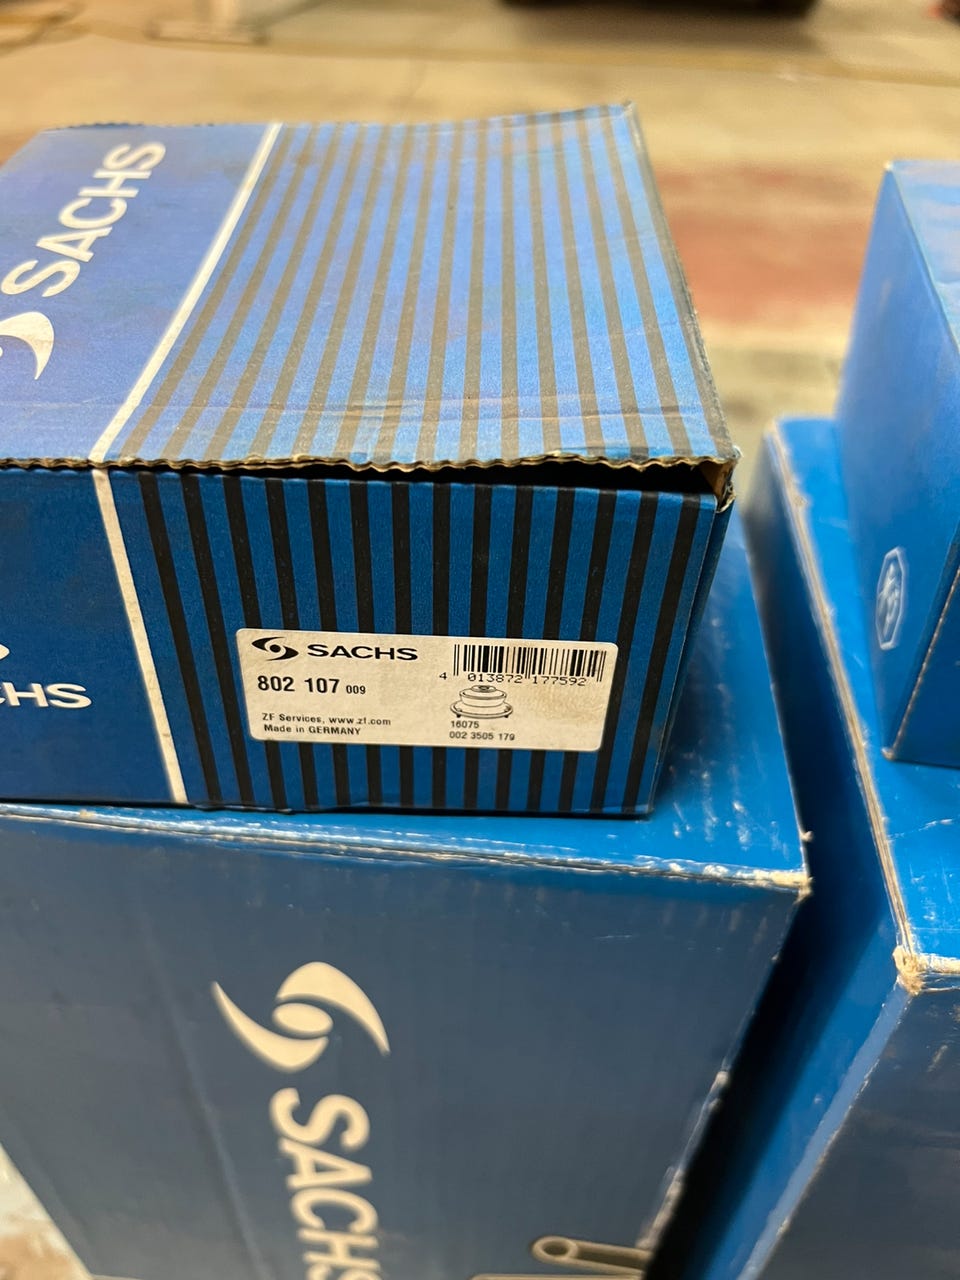 SACHS
CHS
SACHS
802 107 009
ZF Services, www.zf.com
Made in GERMANY
4 013872 177592
16075
002 3505 179
SACHS